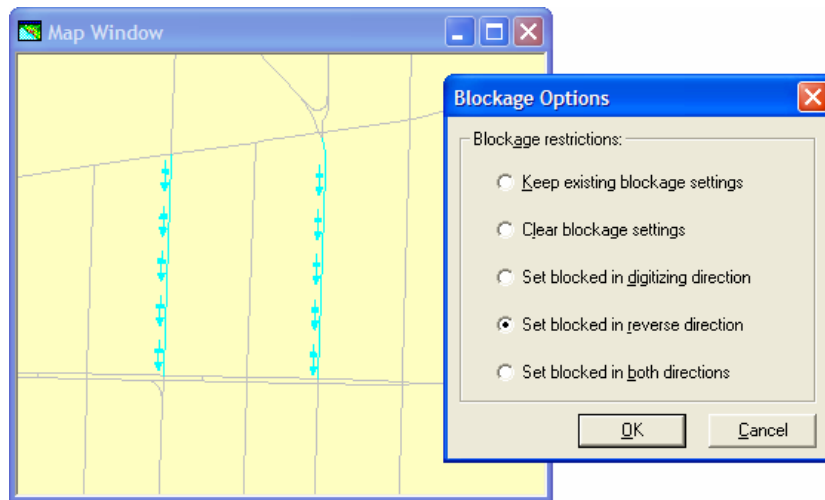 Map Window
Blockage Options
Blockage restrictions:
Keep existing blockage settings
Clear blockage settings
Set blocked in digitizing direction
Set blocked in reverse direction
Set blocked in both directions
OK
Cancel